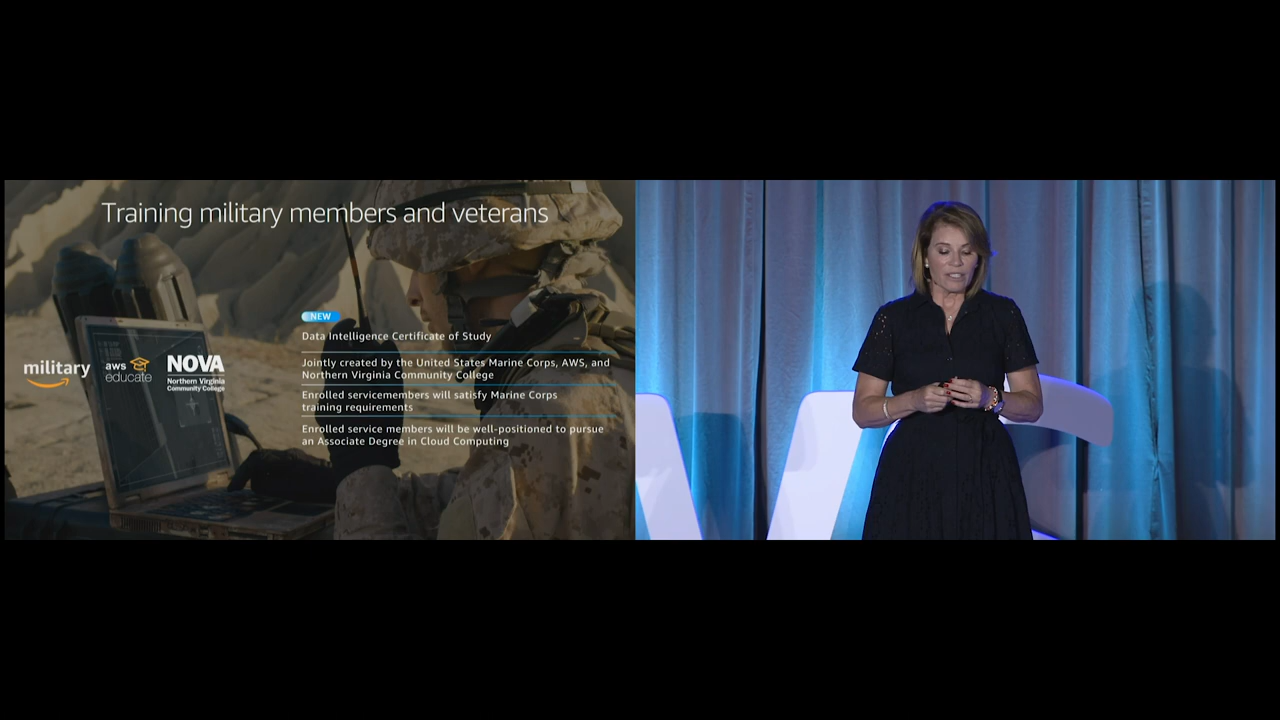 Training military members and veterans
NEW
Data Intelligence Certificate of Study
Jointly created by the United States Marine Corps, AWS, and
Northern Virginia Community College
Enrolled servicemembers will satisfy Marine Corps
training requirements
Enrolled service members will be well-positioned to pursue
an Associate Degree in Cloud Computing
military
aws
educate
NOVA
Northern Virginia
Community College